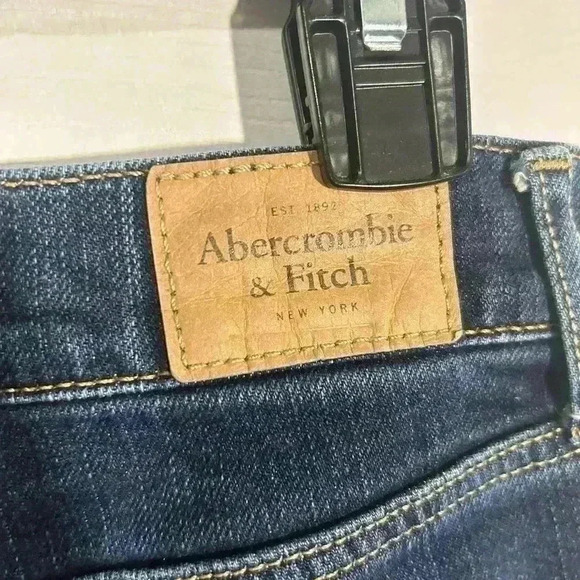 EST 1892
Abercrombie
& Fitch
NEW YORK